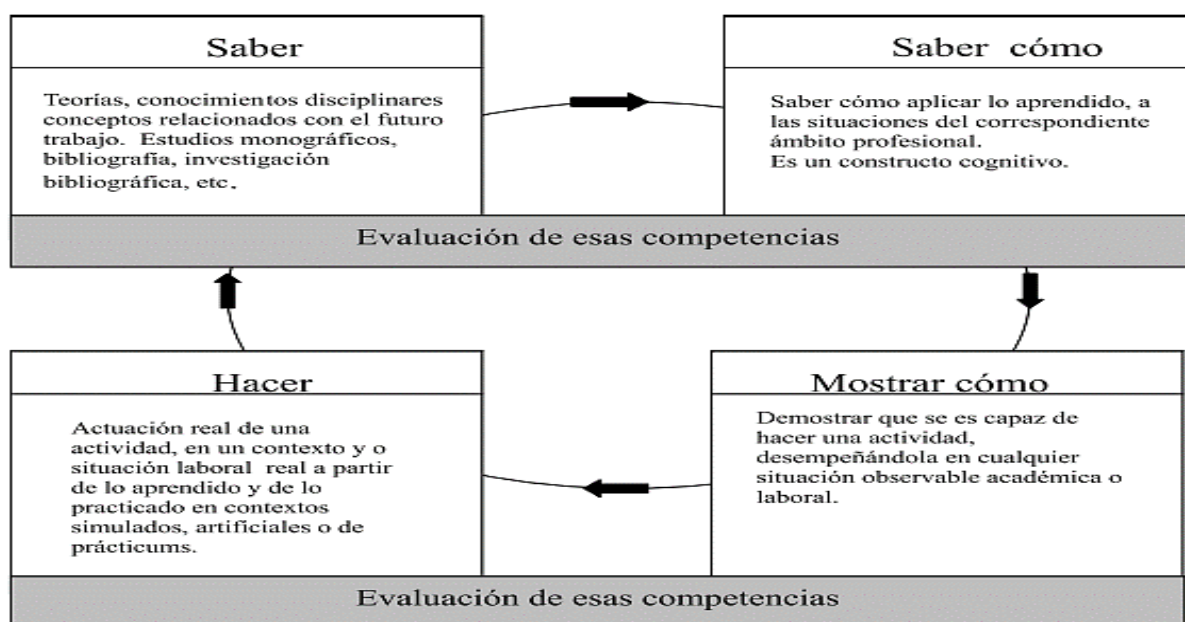 Saber
Teorías, conocimientos disciplinares
conceptos relacionados con el futuro
trabajo. Estudios monográficos,
bibliografía, investigación
bibliográfica, etc.
Saber cómo
Saber cómo aplicar lo aprendido, a
las situaciones del correspondiente
ámbito profesional.
Es un constructo cognitivo.
Evaluación de esas competencias
Hacer
Actuación real de una
actividad, en un contexto y o
situación laboral real a partir
de lo aprendido y de lo
practicado en contextos
simulados, artificiales o de
prácticums.
Mostrar cómo
Demostrar que se es capaz de
hacer una actividad,
desempeñándola en cualquier
situación observable académica o
laboral.
Evaluación de esas competencias